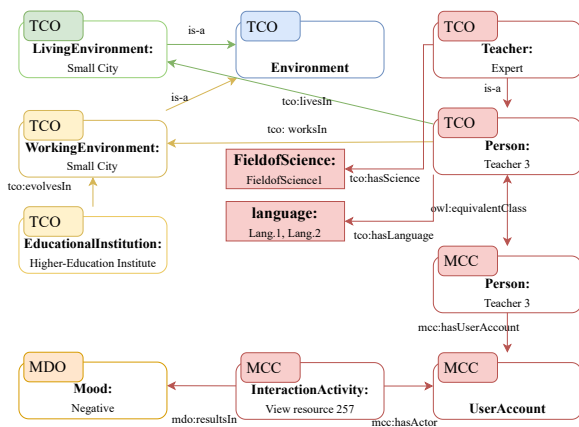 TCO
LivingEnvironment:
Small City
is-a
TCO
Environment
TCO
Teacher:
Expert
is-a
is-a
tco:livesIn
TCO
WorkingEnvironment:
Small City
tco: worksIn
TCO
Person:
Teacher 3
FieldofScience:
FieldofScience1
tco:hasScience
tco:evolvesIn
language:
Lang.1, Lang.2
owl:equivalentClass
tco:hasLanguage
TCO
EducationalInstitution:
Higher-Education Institute
MCC
Person:
Teacher 3
mcc:hasUserAccount
MDO
Mood:
Negative
mdo:resultsIn
MCC
InteractionActivity:
View resource 257
mcc:hasActor
MCC
UserAccount